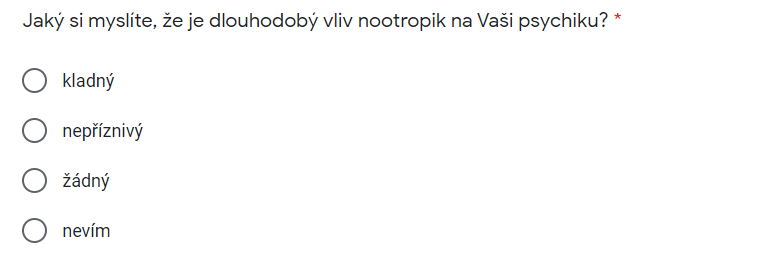 Jaký si myslíte, že je dlouhodobý vliv nootropik na Vaši psychiku? *
kladný
nepříznivý
žádný
nevím